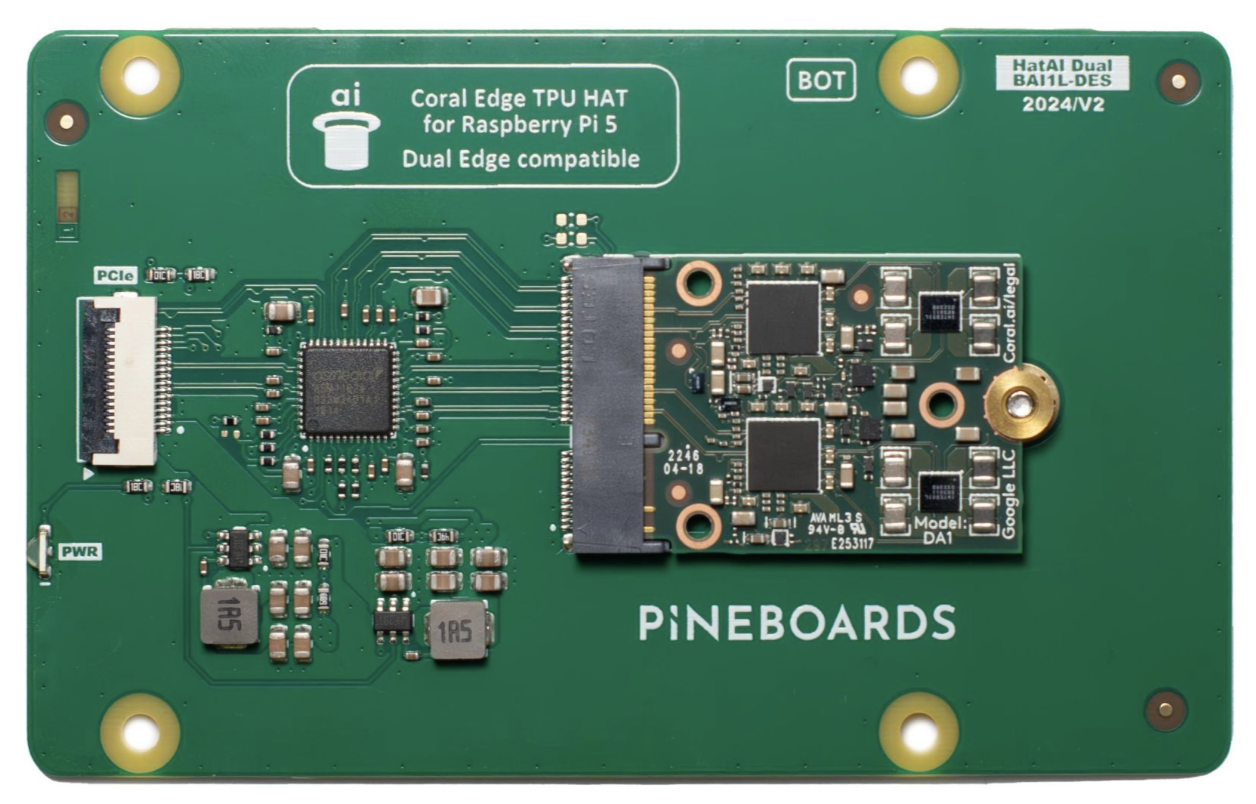 ai
Coral Edge TPU HAT
for Raspberry Pi 5
Dual Edge compatible
BOT
HatAI Dual
BAI1L-DES
2024/V2
PCIe
PWR
1R5
1R5
2246
04-18
AVA ML3 S
94V-0
E253117
Model:
DA1
Coral.ai/legal
Google LLC
PiNEBOARDS